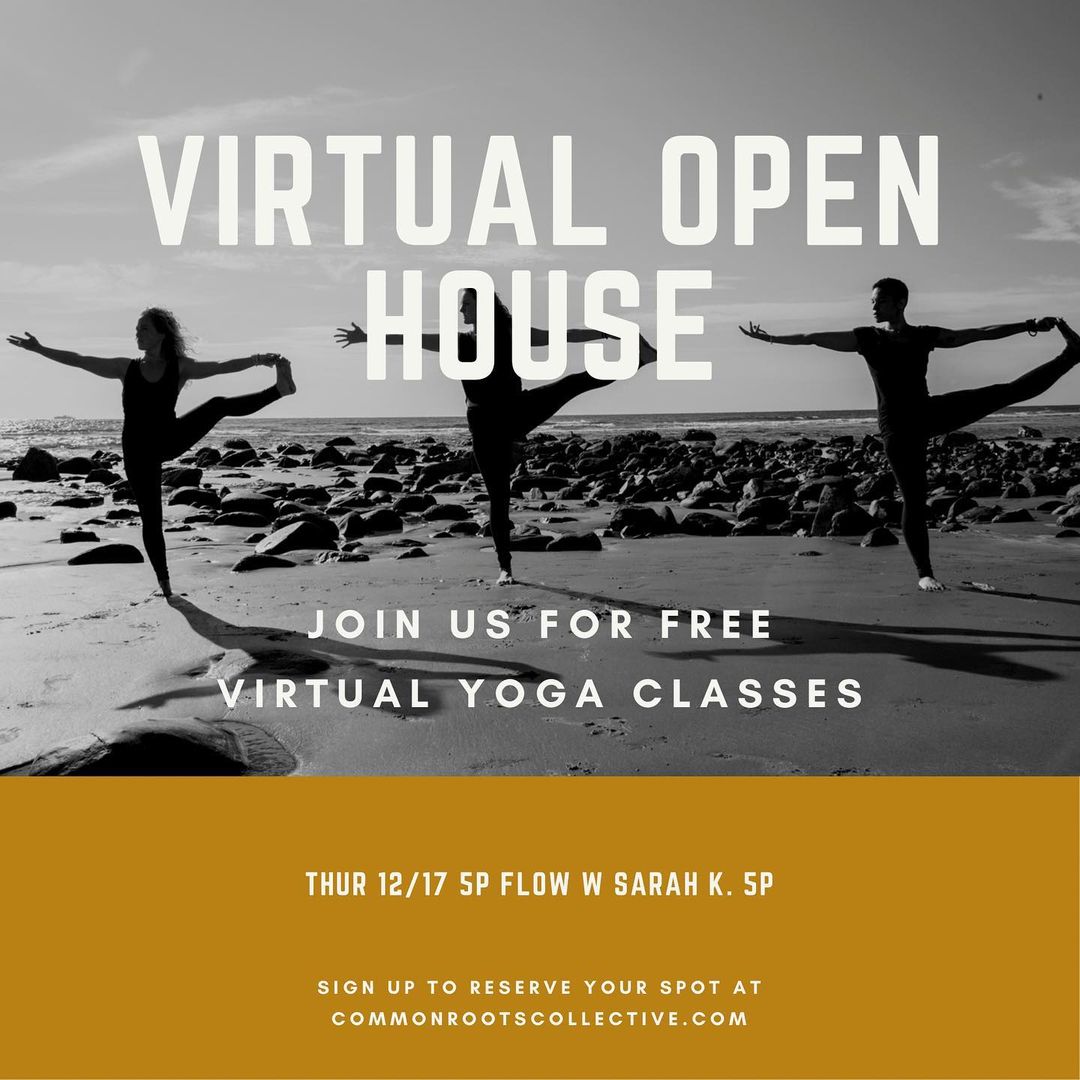 VIRTUAL OPEN
HOUSE
JOIN US FOR FREE
VIRTUAL YOGA CLASSES
THUR 12/17 5P FLOW W SARAH K. 5P
SIGN UP TO RESERVE YOUR SPOT AT
COMMONROOTSCOLLECTIVE.COM